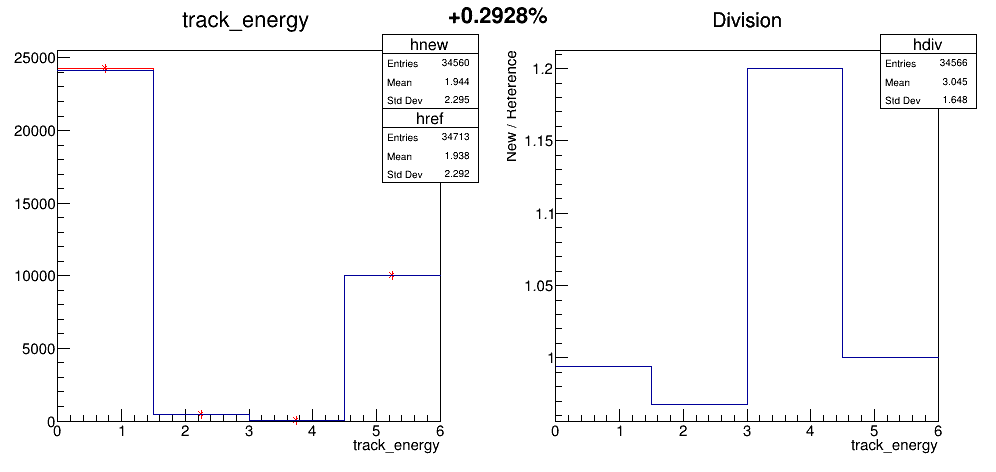 +0.2928%
track_energy
hnew
Entries 34560
Mean 1.944
Std Dev 2.295
href
Entries 34713
Mean 1.938
Std Dev 2.292
25000
20000
15000
10000
5000
0
0 1 2 3 4 5 6
track_energy
Division
hdiv
Entries 34566
Mean 3.045
Std Dev 1.648
New / Reference
1.2
1.15
1.1
1.05
1
0 1 2 3 4 5 6
track_energy